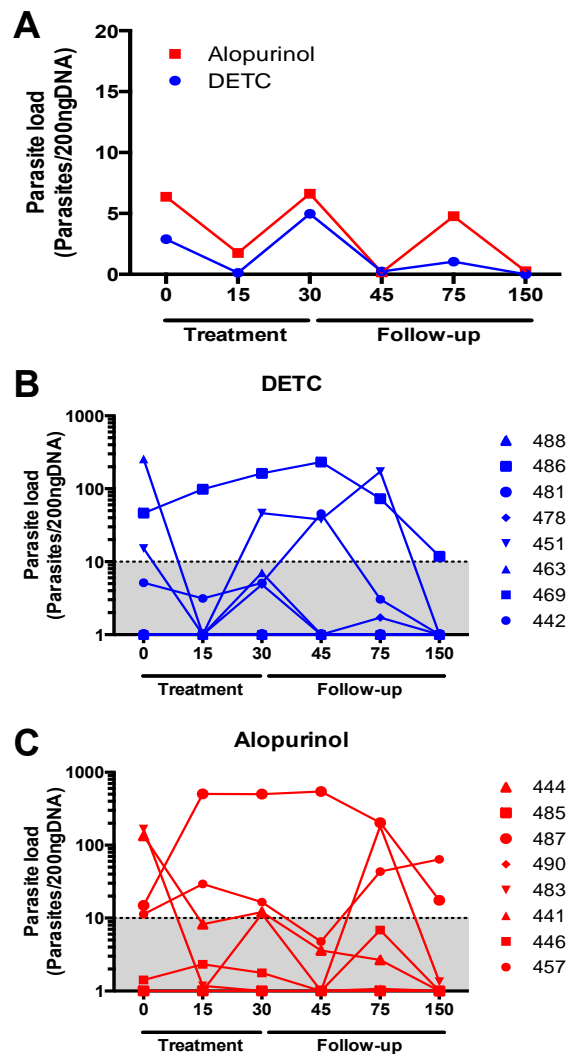 A
20
15
10
5
0
Parasite load
(Parasites/200ngDNA)
Alopurinol
DETC
0 15 30 45 75 150
Treatment Follow-up
B
DETC
1000
100
10
1
Parasite load
(Parasites/200ngDNA)
0 15 30 45 75 150
Treatment Follow-up
488
486
481
478
451
463
469
442
C
Alopurinol
1000
100
10
1
Parasite load
(Parasites/200ngDNA)
0 15 30 45 75 150
Treatment Follow-up
444
485
487
490
483
441
446
457